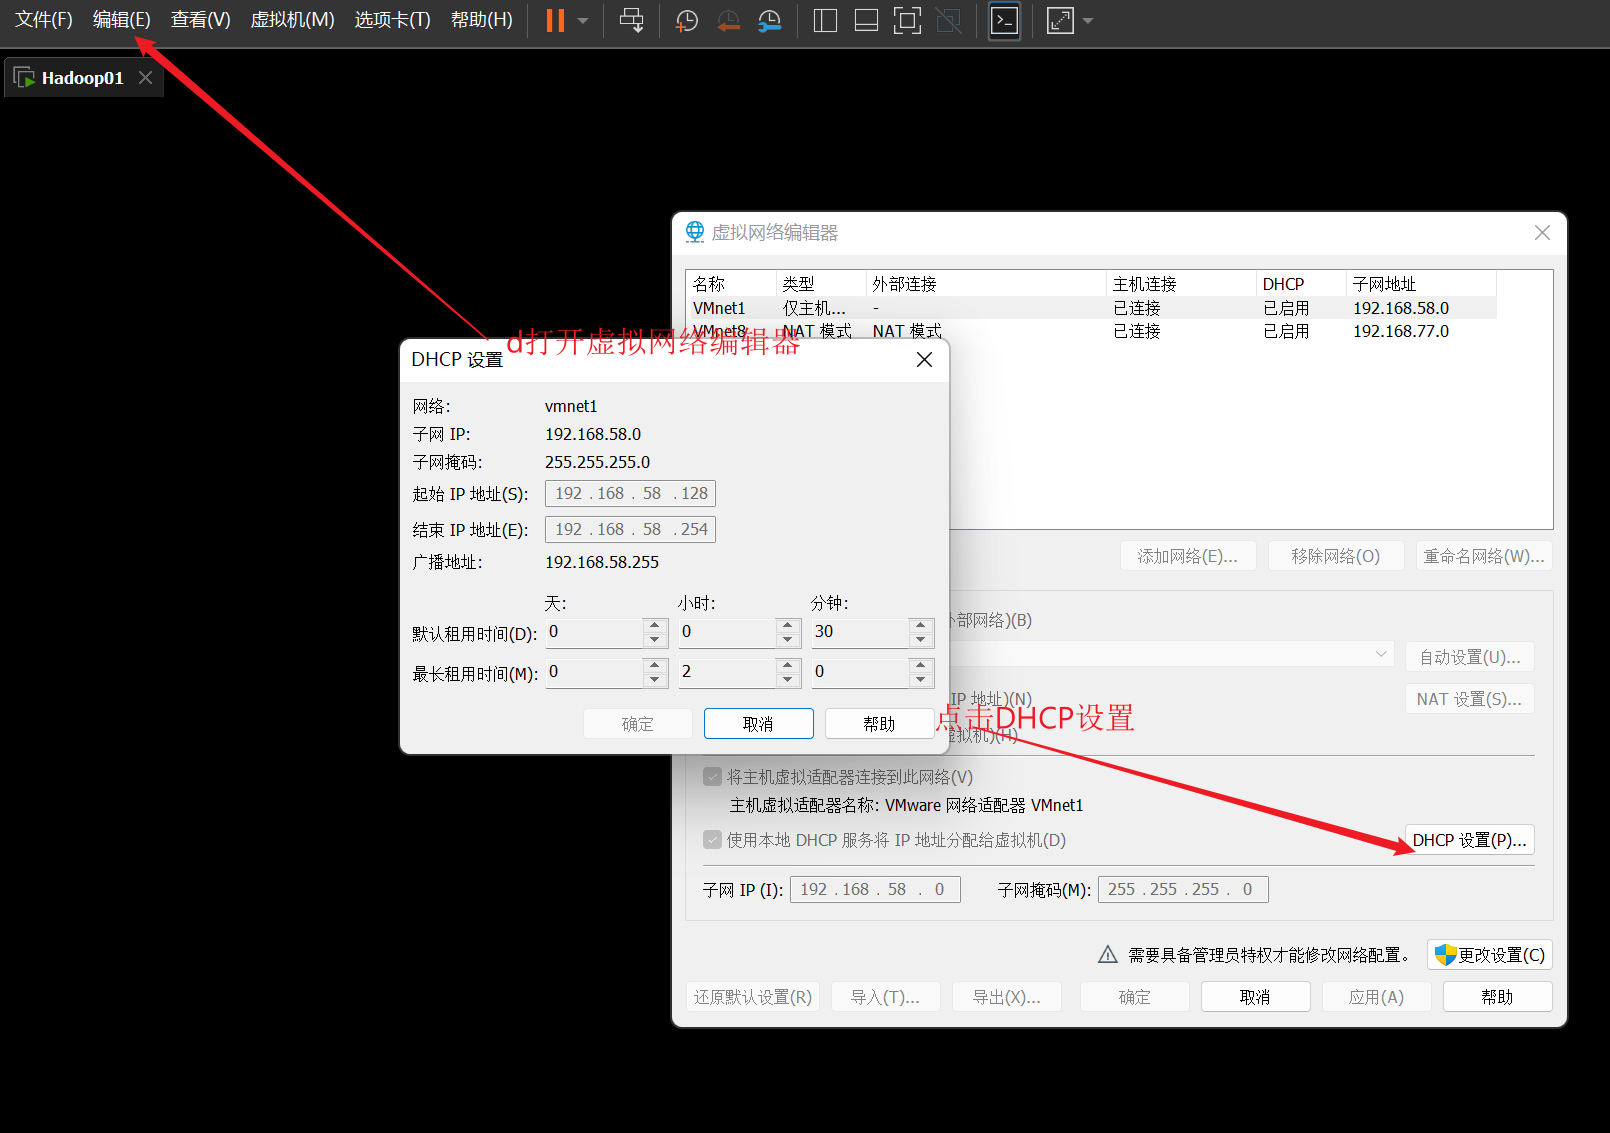 文件(F) 编辑(E) 查看(V) 虚拟机(M) 选项卡(T) 帮助(H)
Hadoop01
虚拟网络编辑器
名称 类型 外部连接 主机连接 DHCP 子网地址
VMnet1 仅主机... - 已连接 已启用 192.168.58.0
VMnet8 NAT 模式 NAT 模式 已连接 已启用 192.168.77.0
d打开虚拟网络编辑器
DHCP 设置
网络: vmnet1
子网 IP: 192.168.58.0
子网掩码: 255.255.255.0
起始 IP 地址(S): 192 . 168 . 58 . 128
结束 IP 地址(E): 192 . 168 . 58 . 254
广播地址: 192.168.58.255
天: 小时: 分钟:
默认租用时间(D): 0 0 30
最长租用时间(M): 0 2 0
确定 取消 帮助
添加网络(E)... 移除网络(O) 重命名网络(W)...
外部网络)(B)
自动设置(U)...
IP 地址)(N)
NAT 设置(S)...
点击DHCP设置
虚拟机)(H)
将主机虚拟适配器连接到此网络(V)
主机虚拟适配器名称: VMware 网络适配器 VMnet1
使用本地 DHCP 服务将 IP 地址分配给虚拟机(D)
DHCP 设置(P)...
子网 IP (I): 192 . 168 . 58 . 0 子网掩码(M): 255 . 255 . 255 . 0
需要具备管理员特权才能修改网络配置。
更改设置(C)
还原默认设置(R) 导入(T)... 导出(X)... 确定 取消 应用(A) 帮助